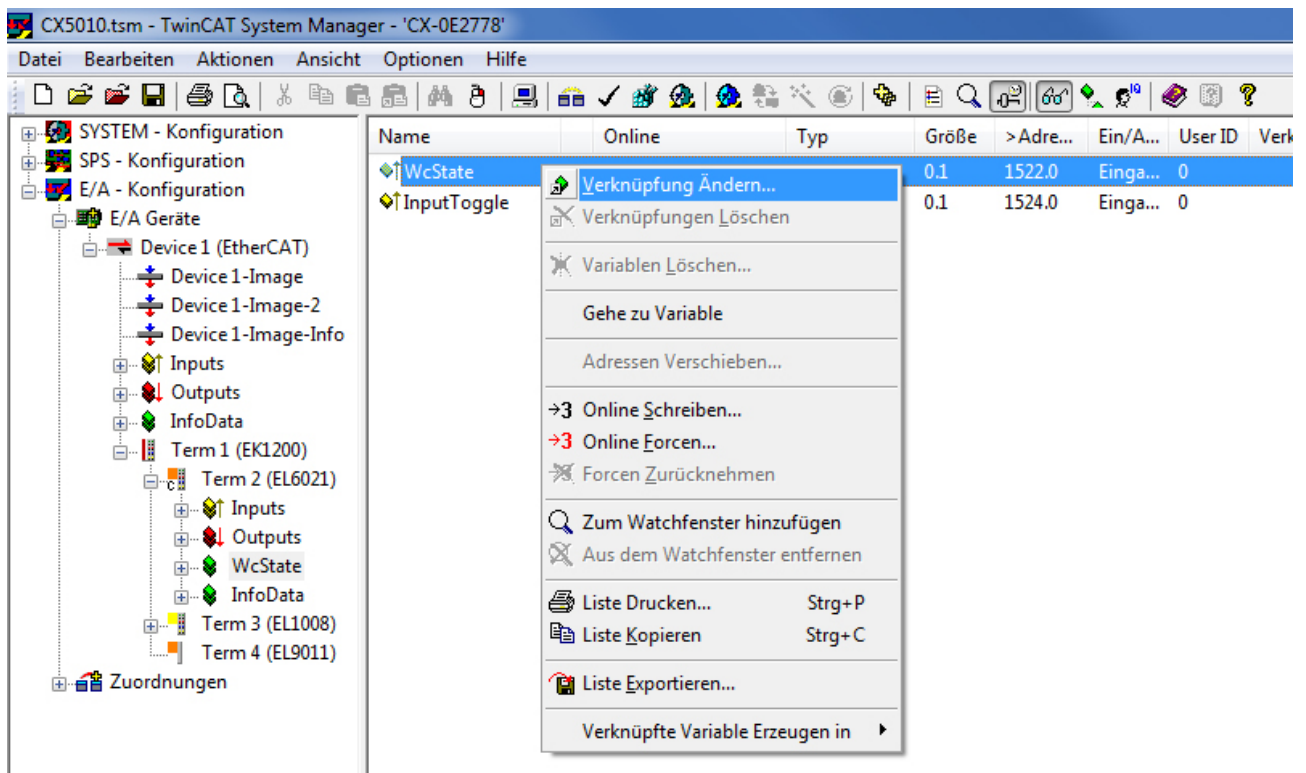 CX5010.tsm - TwinCAT System Manager - 'CX-0E2778'
Datei Bearbeiten Aktionen Ansicht Optionen Hilfe
SYSTEM - Konfiguration
SPS - Konfiguration
E/A - Konfiguration
E/A Geräte
Device 1 (EtherCAT)
Device 1-Image
Device 1-Image-2
Device 1-Image-Info
Inputs
Outputs
InfoData
Term 1 (EK1200)
Term 2 (EL6021)
Inputs
Outputs
WcState
InfoData
Term 3 (EL1008)
Term 4 (EL9011)
Zuordnungen
Name Online Typ Größe >Adre... Ein/A... User ID Verk
WcState 0.1 1522.0 Einga... 0
InputToggle 0.1 1524.0 Einga... 0
Verknüpfung Ändern...
Verknüpfungen Löschen
Variablen Löschen...
Gehe zu Variable
Adressen Verschieben...
→3 Online Schreiben...
→3 Online Forcen...
Forcen Zurücknehmen
Zum Watchfenster hinzufügen
Aus dem Watchfenster entfernen
Liste Drucken... Strg+P
Liste Kopieren Strg+C
Liste Exportieren...
Verknüpfte Variable Erzeugen in